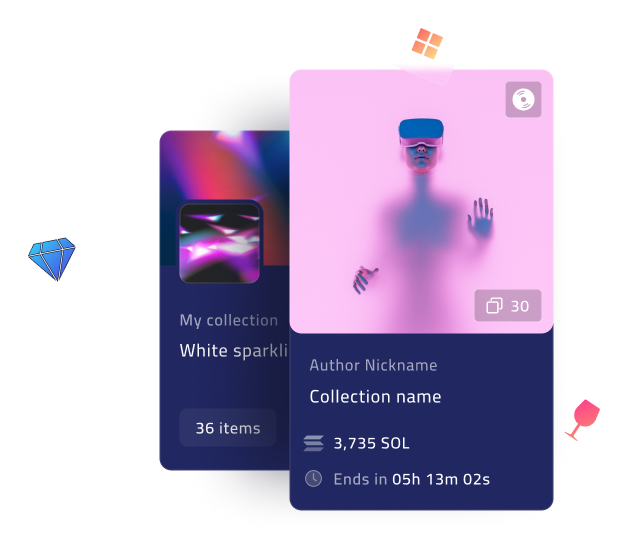 30
My collection
White sparkli
36 items
Author Nickname
Collection name
3,735 SOL
Ends in 05h 13m 02s